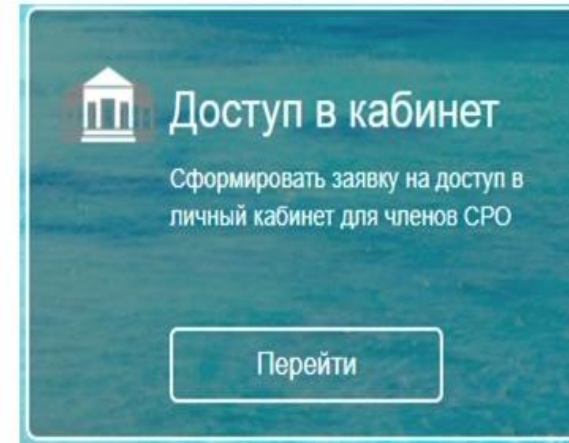 Доступ в кабинет
Сформировать заявку на доступ в
личный кабинет для членов СРО
Перейти